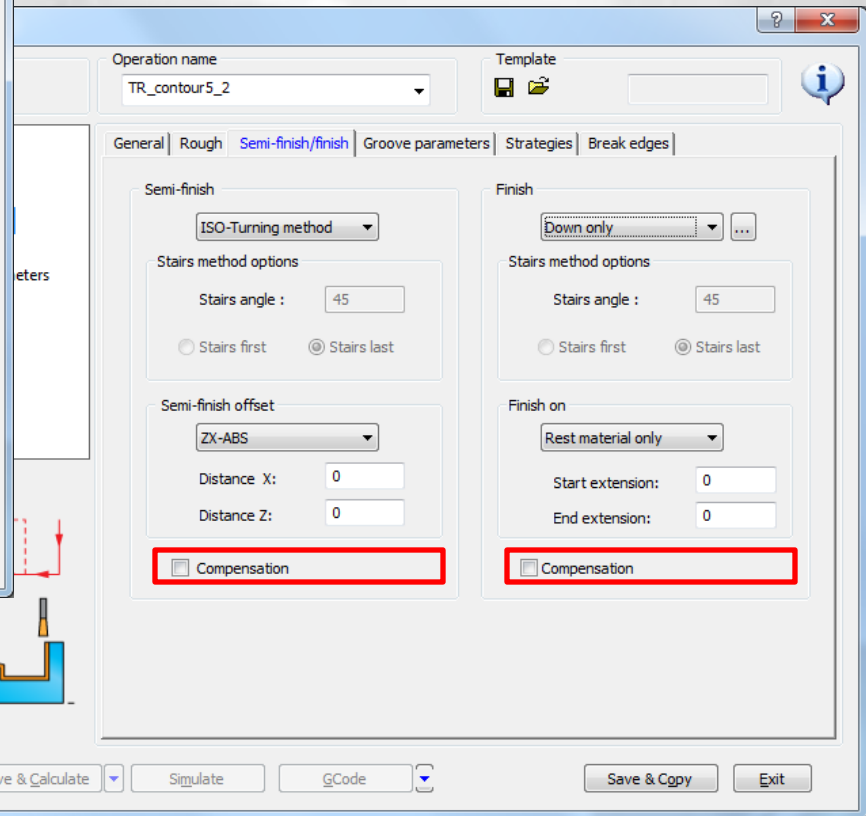 ? X
Operation name Template
TR_contour5_2
i
General Rough Semi-finish/finish Groove parameters Strategies Break edges
Semi-finish Finish
ISO-Turning method Down only ...
eters Stairs method options Stairs method options
Stairs angle : 45 Stairs angle : 45
Stairs first Stairs last Stairs first Stairs last
Semi-finish offset Finish on
ZX-ABS Rest material only
Distance X: 0 Start extension: 0
Distance Z: 0 End extension: 0
Compensation Compensation
ve & Calculate Simulate GCode Save & Copy Exit